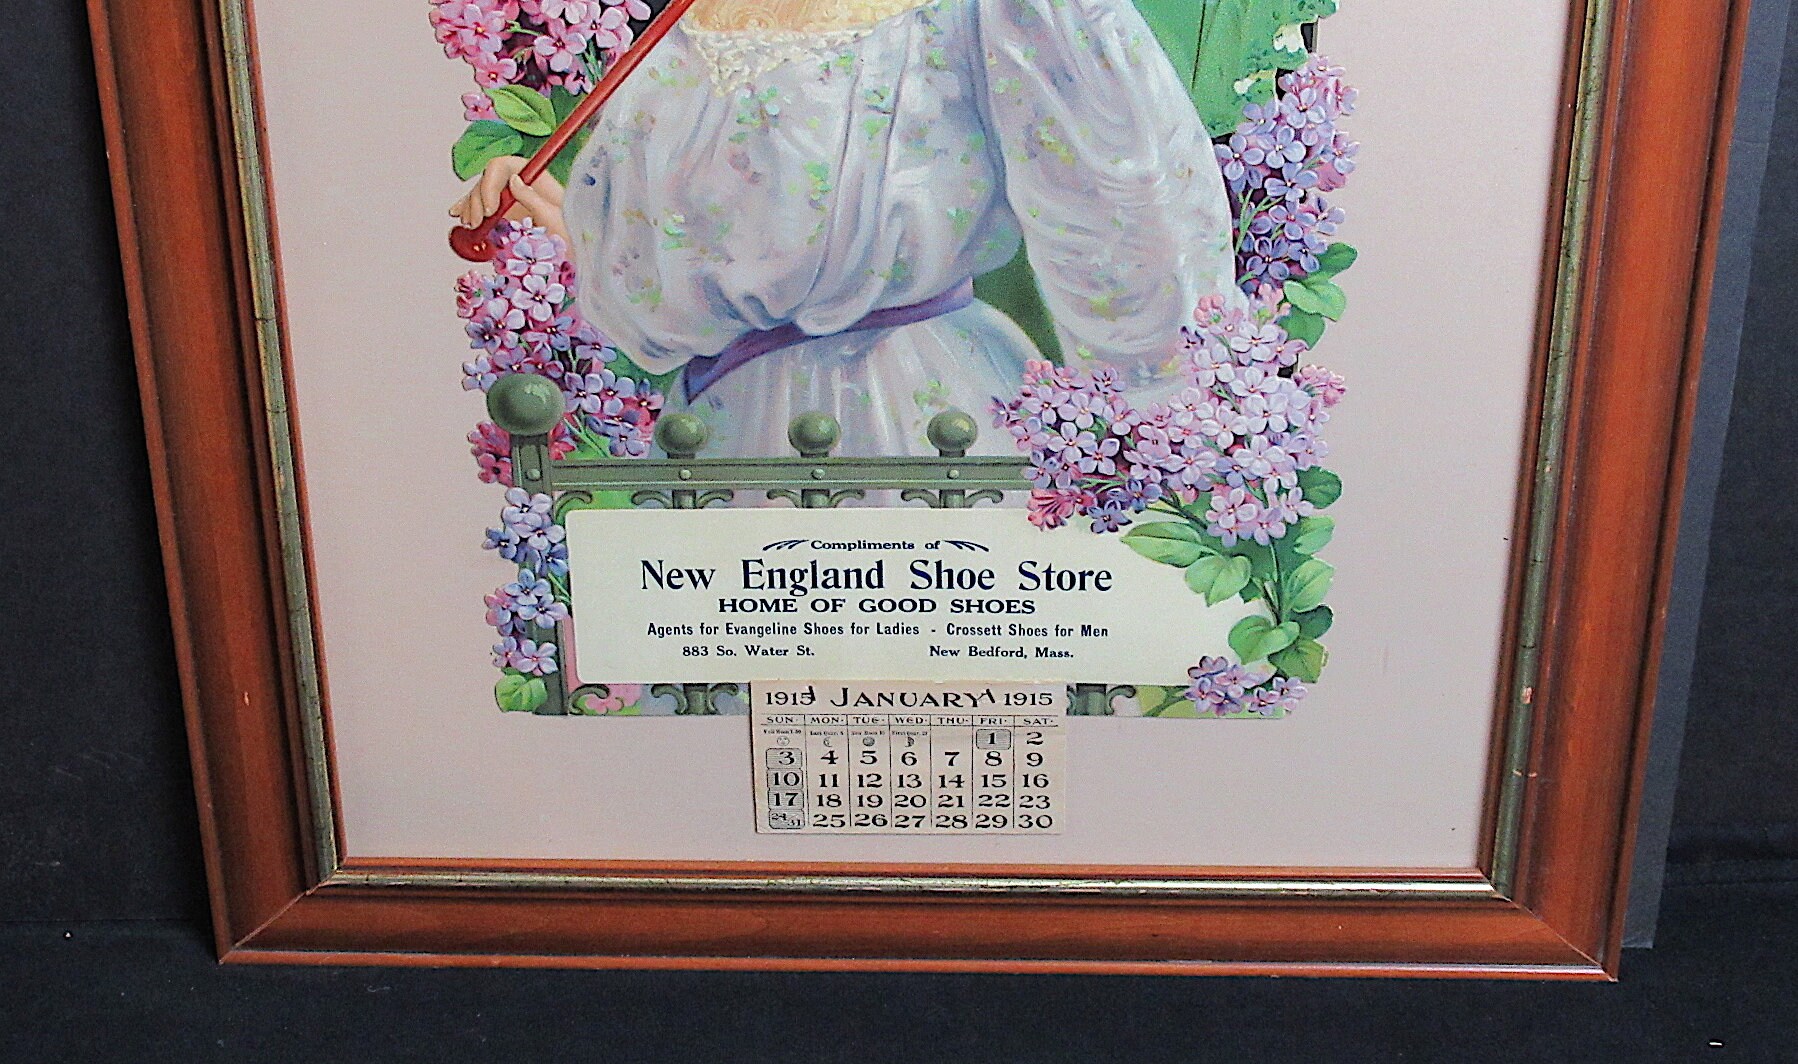 Compliments of
New England Shoe Store
HOME OF GOOD SHOES
Agents for Evangeline Shoes for Ladies - Crossett Shoes for Men
883 So. Water St. New Bedford, Mass.
1915 JANUARY 1915
SUN. MON. TUE. WED. THU. FRI. SAT.
1 2
3 4 5 6 7 8 9
10 11 12 13 14 15 16
17 18 19 20 21 22 23
24 31 25 26 27 28 29 30